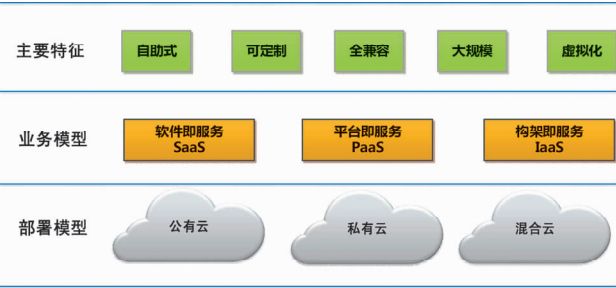 主要特征
自助式
可定制
全兼容
大规模
虚拟化
业务模型
软件即服务
SaaS
平台即服务
PaaS
构架即服务
IaaS
部署模型
公有云
私有云
混合云